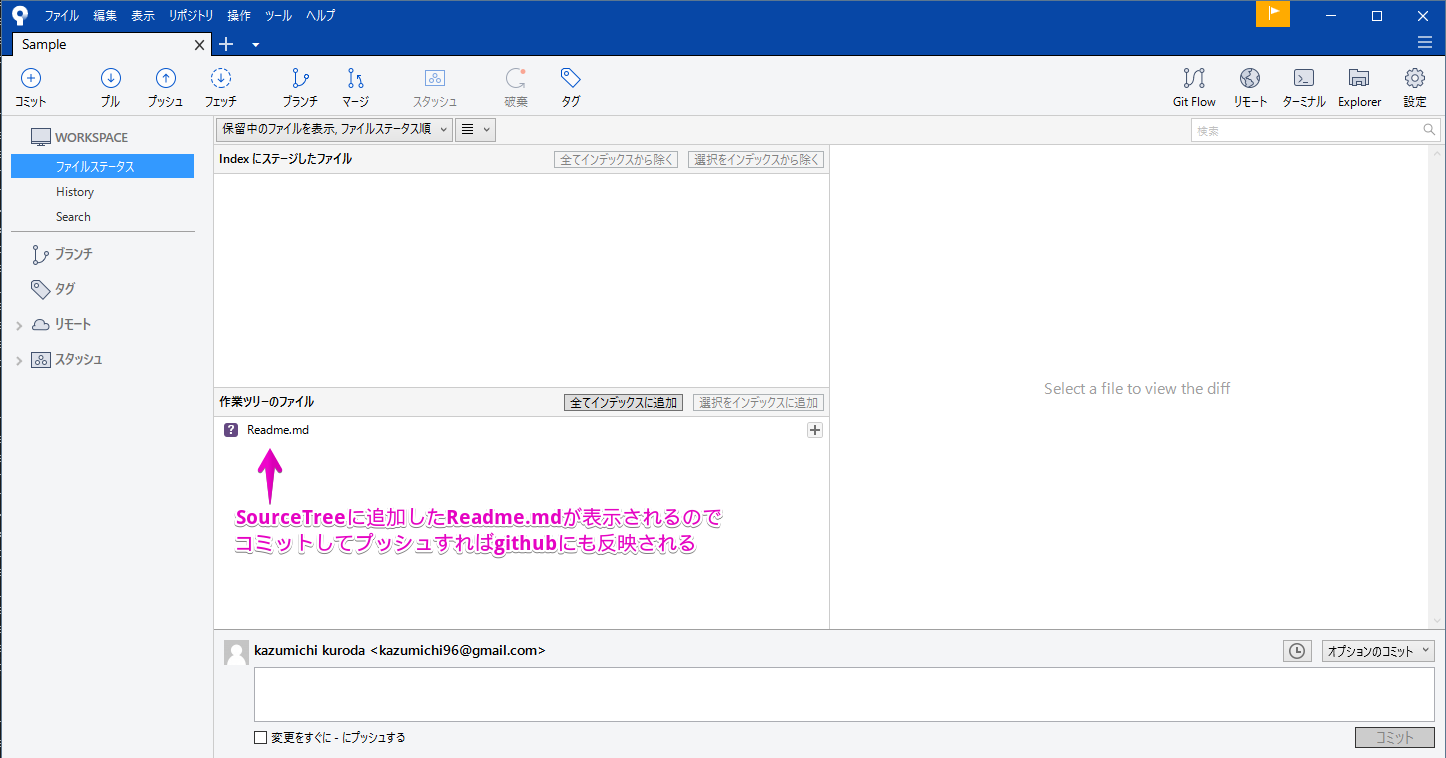 ファイル 編集 表示 リポジトリ 操作 ツール ヘルプ
Sample
コミット プル プッシュ フェッチ ブランチ マージ スタッシュ 破棄 タグ Git Flow リモート ターミナル Explorer 設定
WORKSPACE
ファイルステータス
History
Search
ブランチ
タグ
リモート
スタッシュ
保留中のファイルを表示, ファイルステータス順
検索
Index にステージしたファイル 全てインデックスから除く 選択をインデックスから除く
Select a file to view the diff
作業ツリーのファイル 全てインデックスに追加 選択をインデックスに追加
Readme.md
SourceTreeに追加したReadme.mdが表示されるので
コミットしてプッシュすればgithubにも反映される
kazumichi kuroda <kazumichi96@gmail.com>
オプションのコミット
変更をすぐに - にプッシュする
コミット